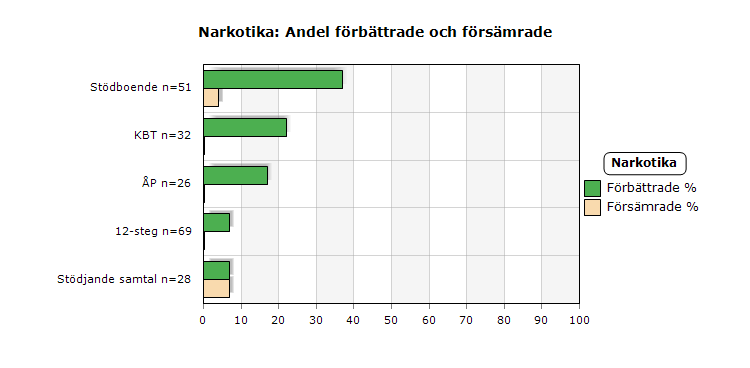 Narkotika: Andel förbättrade och försämrade
Stödboende n=51
KBT n=32
ÅP n=26
12-steg n=69
Stödjande samtal n=28
0 10 20 30 40 50 60 70 80 90 100
Narkotika
Förbättrade %
Försämrade %